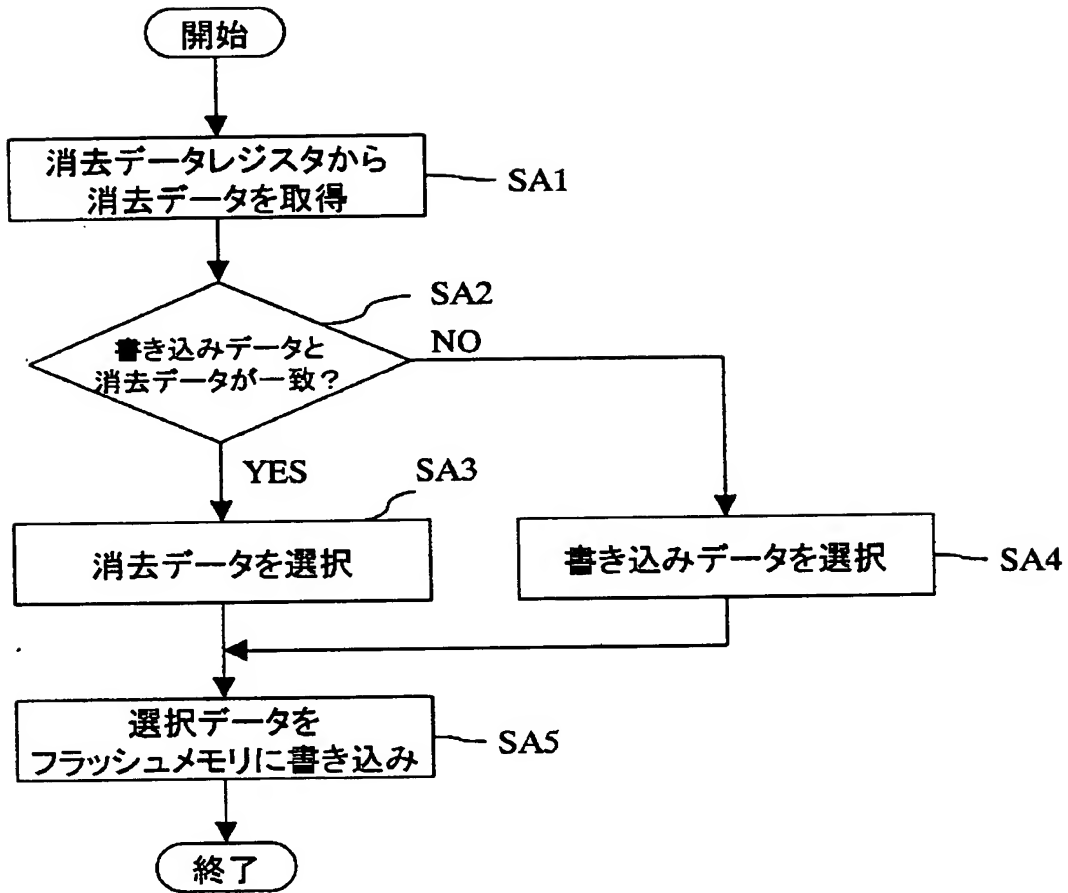 開始
消去データレジスタから
消去データを取得
SA1
SA2
書き込みデータと
消去データが一致?
NO
YES
SA3
消去データを選択
書き込みデータを選択
SA4
選択データを
フラッシュメモリに書き込み
SA5
終了